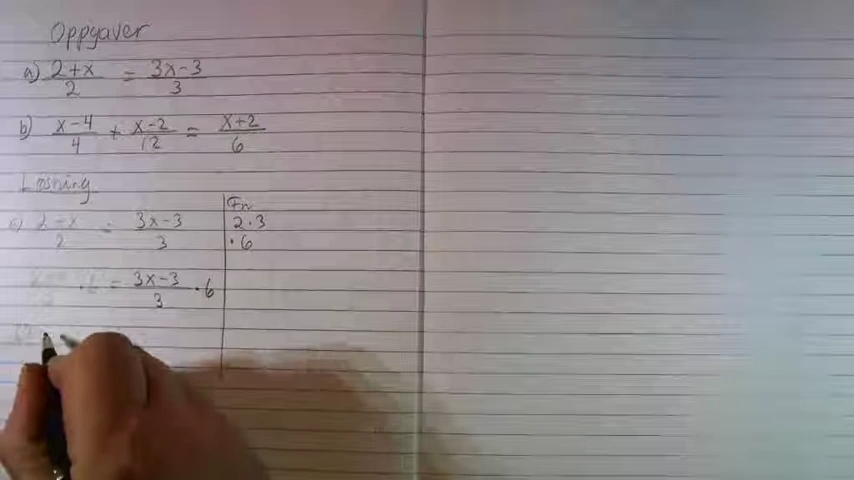 Oppgaver
a) 2+x/2 = 3x-3/3
b) x-4/4 + x-2/12 = x+2/6
Løsning
a) 2+x/2 = 3x-3/3
Fn
2·3
·6
·6 = 3x-3/3 ·6